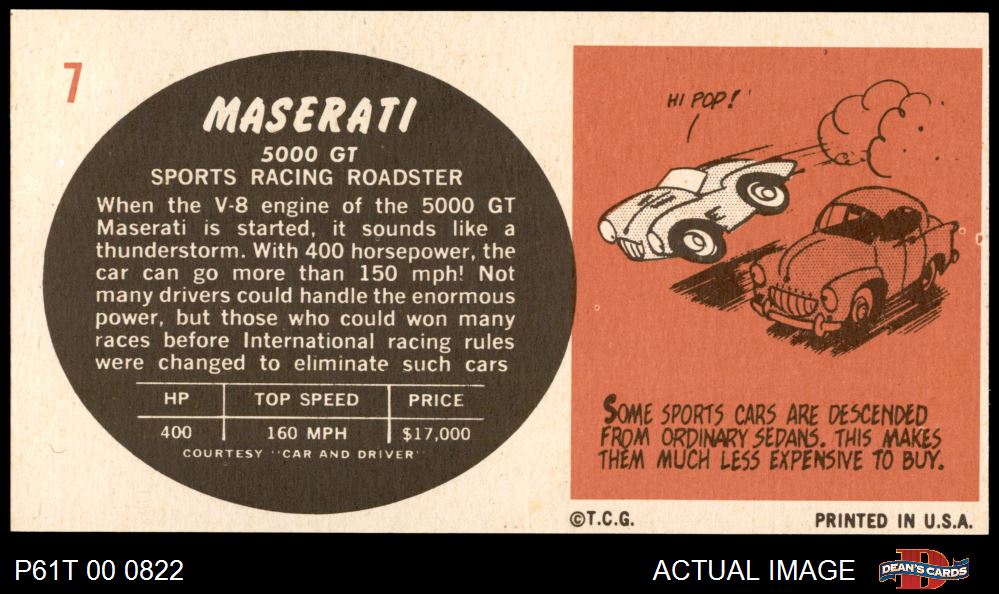 7
MASERATI
5000 GT
SPORTS RACING ROADSTER
When the V-8 engine of the 5000 GT
Maserati is started, it sounds like a
thunderstorm. With 400 horsepower, the
car can go more than 150 mph! Not
many drivers could handle the enormous
power, but those who could won many
races before International racing rules
were changed to eliminate such cars
HP TOP SPEED PRICE
400 160 MPH $17,000
COURTESY "CAR AND DRIVER"
HI POP!
SOME SPORTS CARS ARE DESCENDED
FROM ORDINARY SEDANS. THIS MAKES
THEM MUCH LESS EXPENSIVE TO BUY.
©T.C.G.
PRINTED IN U.S.A.
P61T 00 0822
ACTUAL IMAGE
D
DEAN'S CARDS